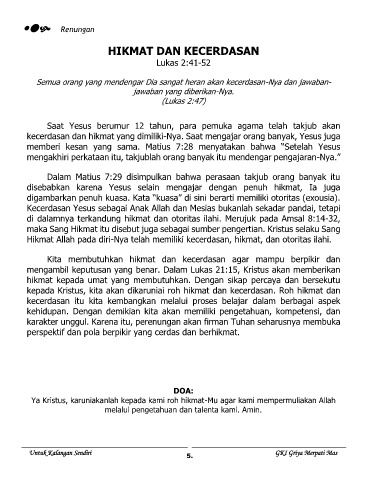 Renungan
HIKMAT DAN KECERDASAN
Lukas 2:41-52
Semua orang yang mendengar Dia sangat heran akan kecerdasan-Nya dan jawaban-
jawaban yang diberikan-Nya.
(Lukas 2:47)
Saat Yesus berumur 12 tahun, para pemuka agama telah takjub akan
kecerdasan dan hikmat yang dimiliki-Nya. Saat mengajar orang banyak, Yesus juga
memberi kesan yang sama. Matius 7:28 menyatakan bahwa “Setelah Yesus
mengakhiri perkataan itu, takjublah orang banyak itu mendengar pengajaran-Nya.”
Dalam Matius 7:29 disimpulkan bahwa perasaan takjub orang banyak itu
disebabkan karena Yesus selain mengajar dengan penuh hikmat, Ia juga
digambarkan penuh kuasa. Kata “kuasa” di sini berarti memiliki otoritas (exousia).
Kecerdasan Yesus sebagai Anak Allah dan Mesias bukanlah sekadar pandai, tetapi
di dalamnya terkandung hikmat dan otoritas ilahi. Merujuk pada Amsal 8:14-32,
maka Sang Hikmat itu disebut juga sebagai sumber pengertian. Kristus selaku Sang
Hikmat Allah pada diri-Nya telah memiliki kecerdasan, hikmat, dan otoritas ilahi.
Kita membutuhkan hikmat dan kecerdasan agar mampu berpikir dan
mengambil keputusan yang benar. Dalam Lukas 21:15, Kristus akan memberikan
hikmat kepada umat yang membutuhkan. Dengan sikap percaya dan bersekutu
kepada Kristus, kita akan dikaruniai roh hikmat dan kecerdasan. Roh hikmat dan
kecerdasan itu kita kembangkan melalui proses belajar dalam berbagai aspek
kehidupan. Dengan demikian kita akan memiliki pengetahuan, kompetensi, dan
karakter unggul. Karena itu, perenungan akan firman Tuhan seharusnya membuka
perspektif dan pola berpikir yang cerdas dan berhikmat.
DOA:
Ya Kristus, karuniakanlah kepada kami roh hikmat-Mu agar kami mempermuliakan Allah
melalui pengetahuan dan talenta kami. Amin.
Untuk Kalangan Sendiri
5.
GKI Griya Merpati Mas